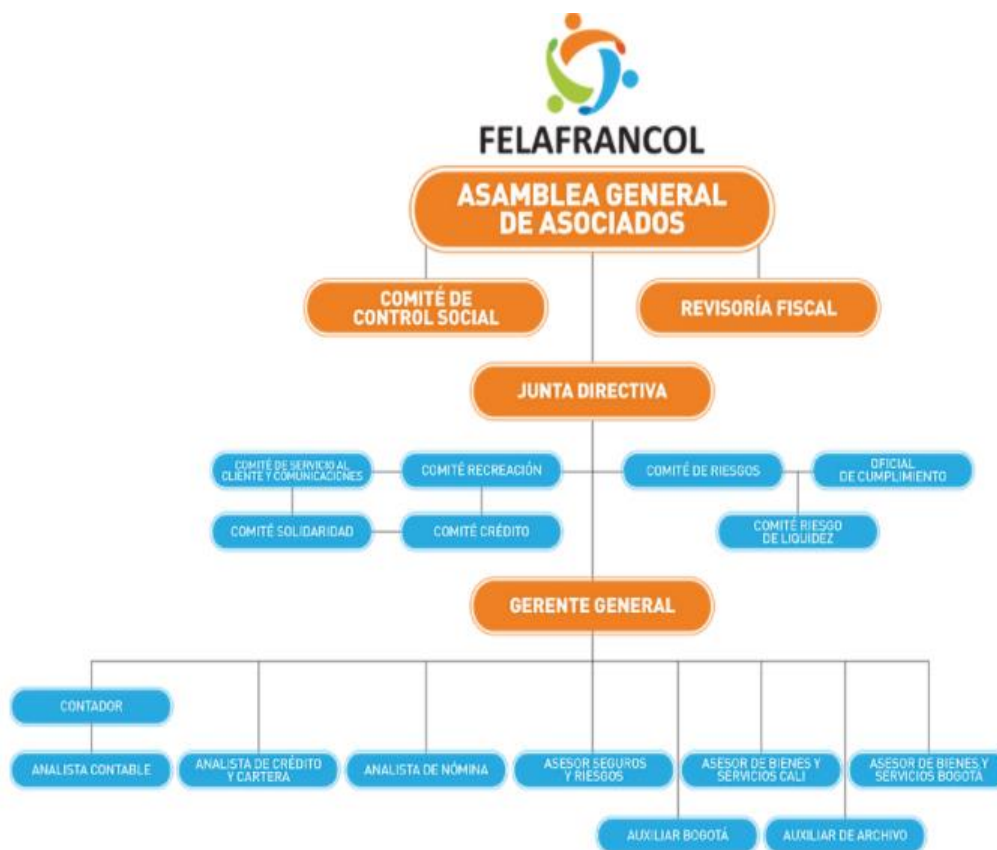 FELAFRANCOL
ASAMBLEA GENERAL
DE ASOCIADOS
COMITÉ DE
CONTROL SOCIAL
REVISORÍA FISCAL
JUNTA DIRECTIVA
COMITÉ DE SERVICIO AL
CLIENTE Y COMUNICACIONES
COMITÉ RECREACIÓN
COMITÉ DE RIESGOS
OFICIAL
DE CUMPLIMIENTO
COMITÉ SOLIDARIDAD
COMITÉ CRÉDITO
COMITÉ RIESGO
DE LIQUIDEZ
GERENTE GENERAL
CONTADOR
ANALISTA CONTABLE
ANALISTA DE CRÉDITO
Y CARTERA
ANALISTA DE NÓMINA
ASESOR SEGUROS
Y RIESGOS
ASESOR DE BIENES Y
SERVICIOS CALI
ASESOR DE BIENES Y
SERVICIOS BOGOTÁ
AUXILIAR BOGOTÁ
AUXILIAR DE ARCHIVO